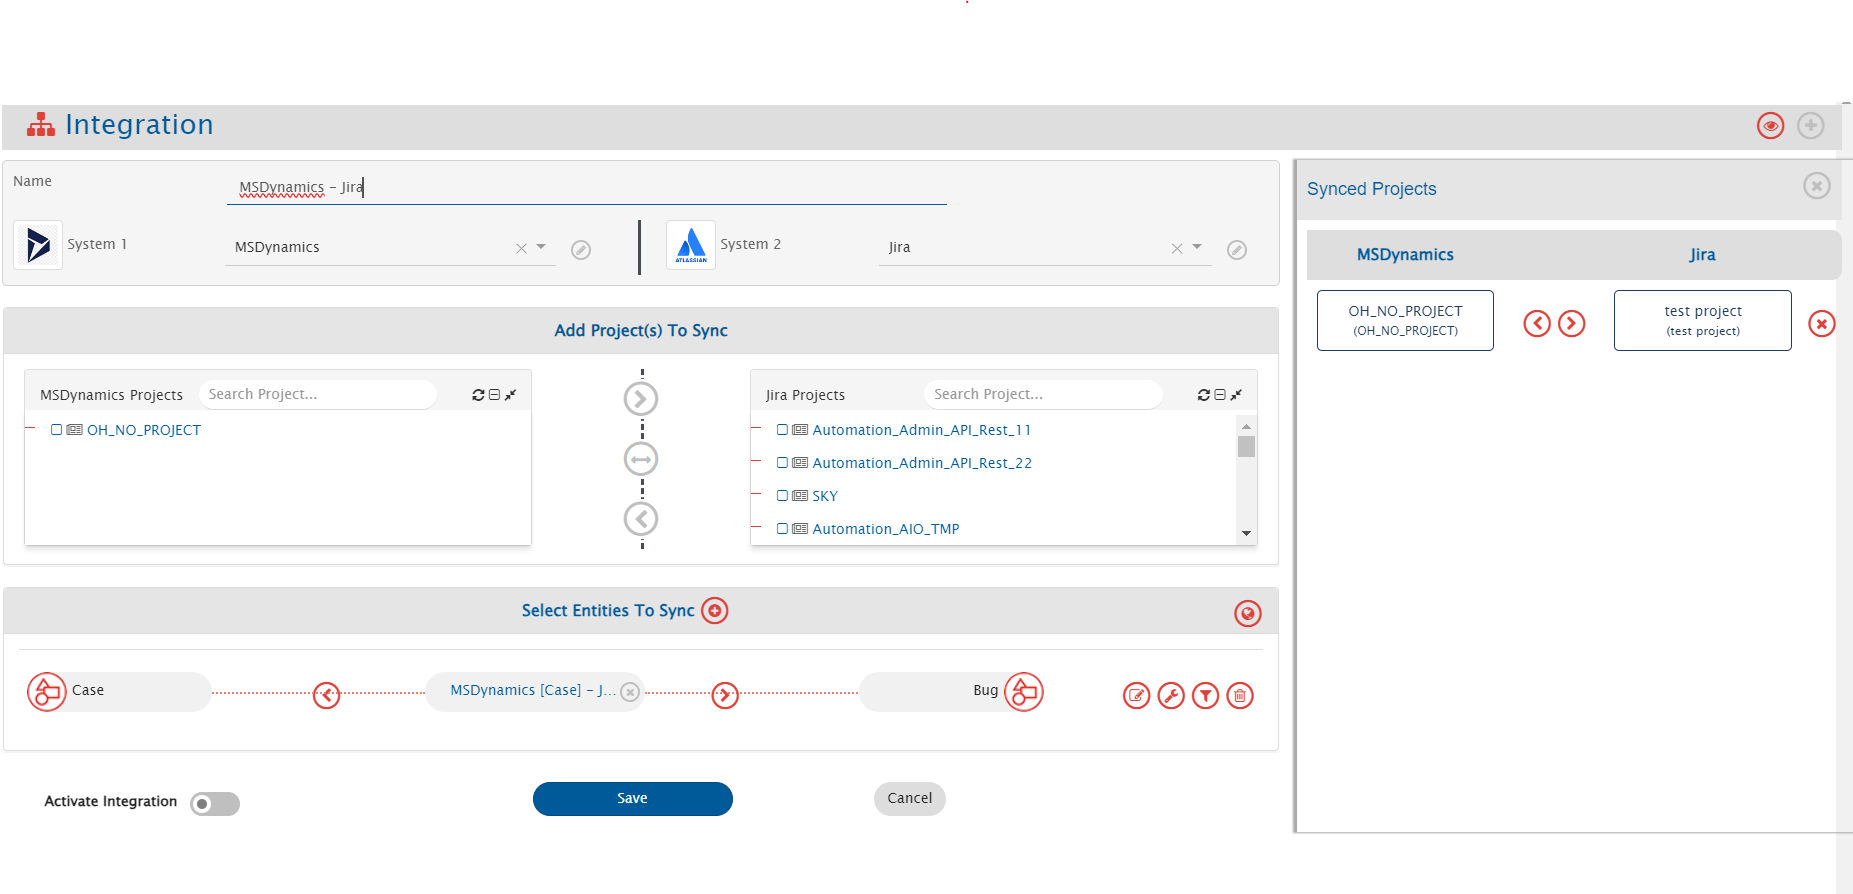 Integration
Name
MSDynamics - Jira
System 1
MSDynamics
ATLASSIAN
System 2
Jira
Add Project(s) To Sync
MSDynamics Projects
Search Project...
OH_NO_PROJECT
Jira Projects
Search Project...
Automation_Admin_API_Rest_11
Automation_Admin_API_Rest_22
SKY
Automation_AIO_TMP
Select Entities To Sync
Case
MSDynamics [Case] - J...
Bug
Activate Integration
Save
Cancel
Synced Projects
MSDynamics
Jira
OH_NO_PROJECT
(OH_NO_PROJECT)
test project
(test project)